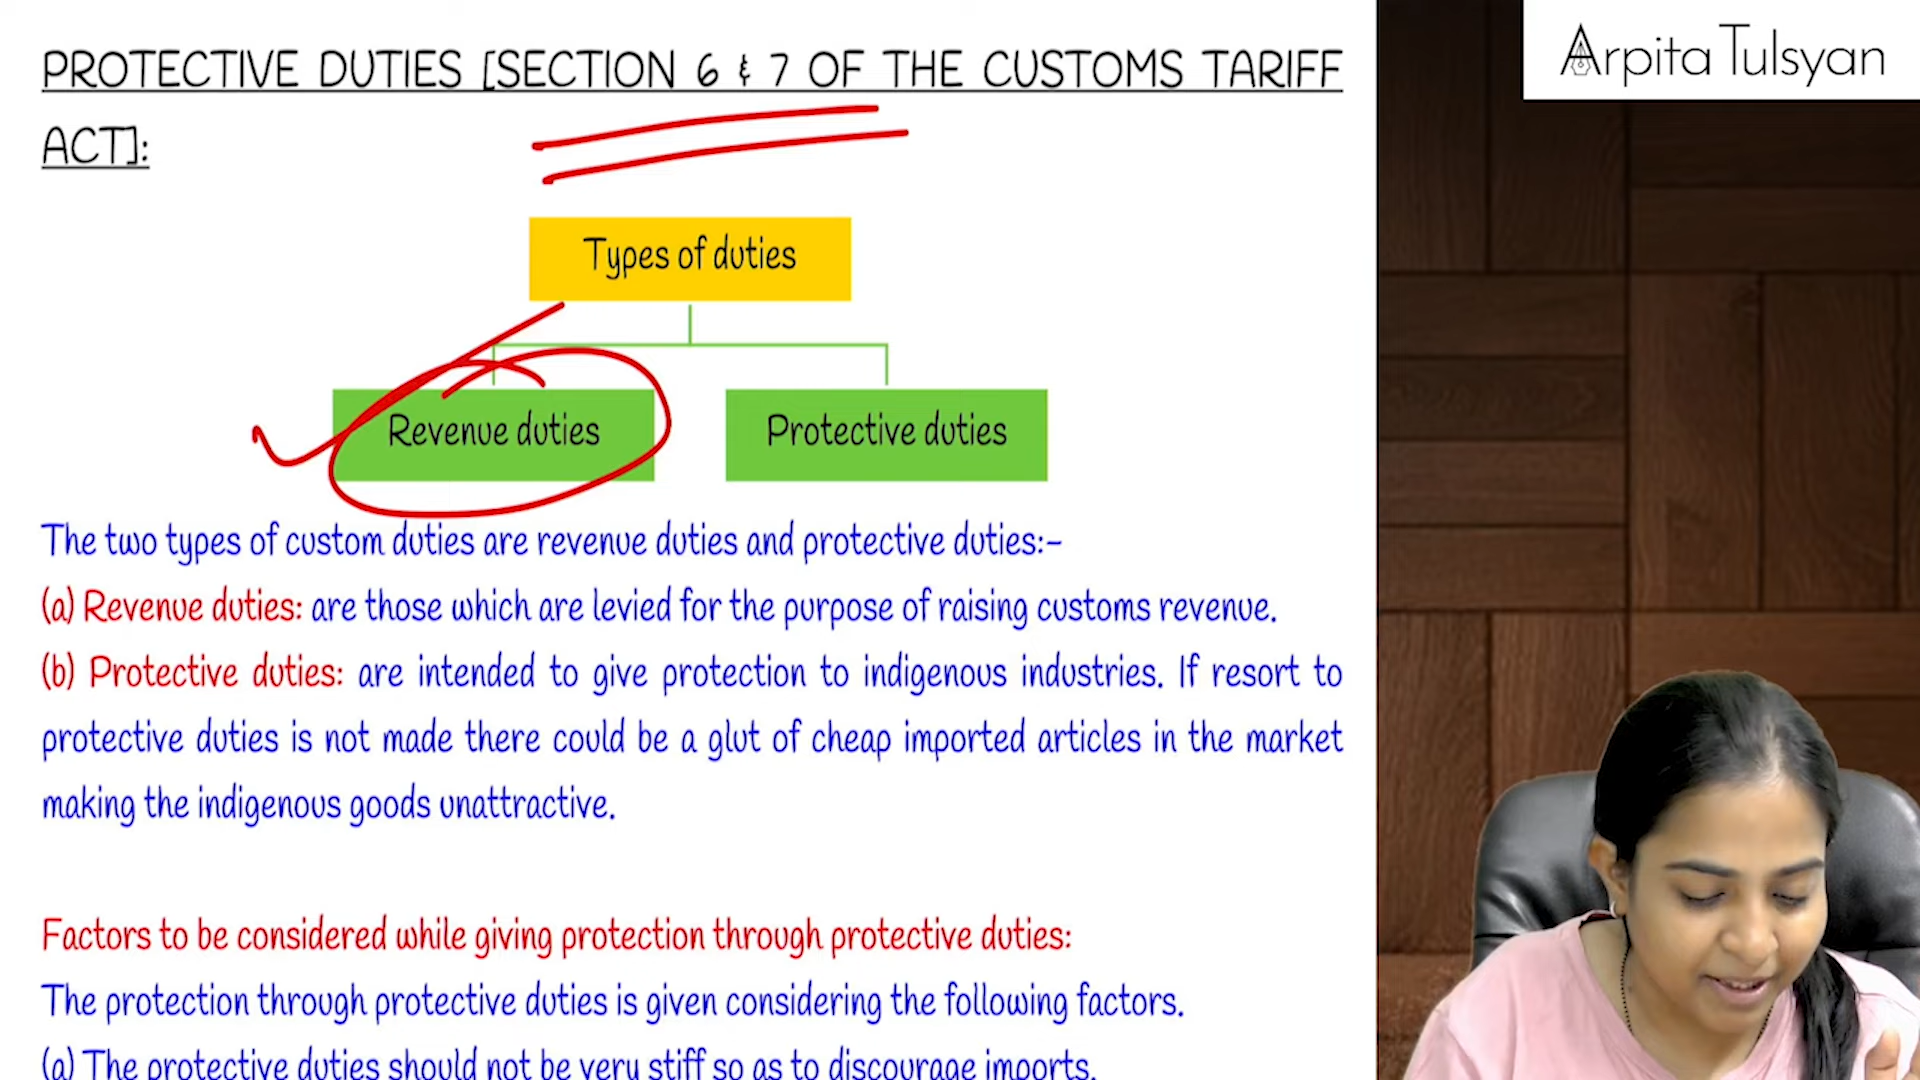 PROTECTIVE DUTIES [SECTION 6 & 7 OF THE CUSTOMS TARIFF
ACT]:
Arpita Tulsyan
Types of duties
Revenue duties
Protective duties
The two types of custom duties are revenue duties and protective duties:-
(a) Revenue duties: are those which are levied for the purpose of raising customs revenue.
(b) Protective duties: are intended to give protection to indigenous industries. If resort to
protective duties is not made there could be a glut of cheap imported articles in the market
making the indigenous goods unattractive.
Factors to be considered while giving protection through protective duties:
The protection through protective duties is given considering the following factors.
(a) The protective duties should not be very stiff so as to discourage imports.